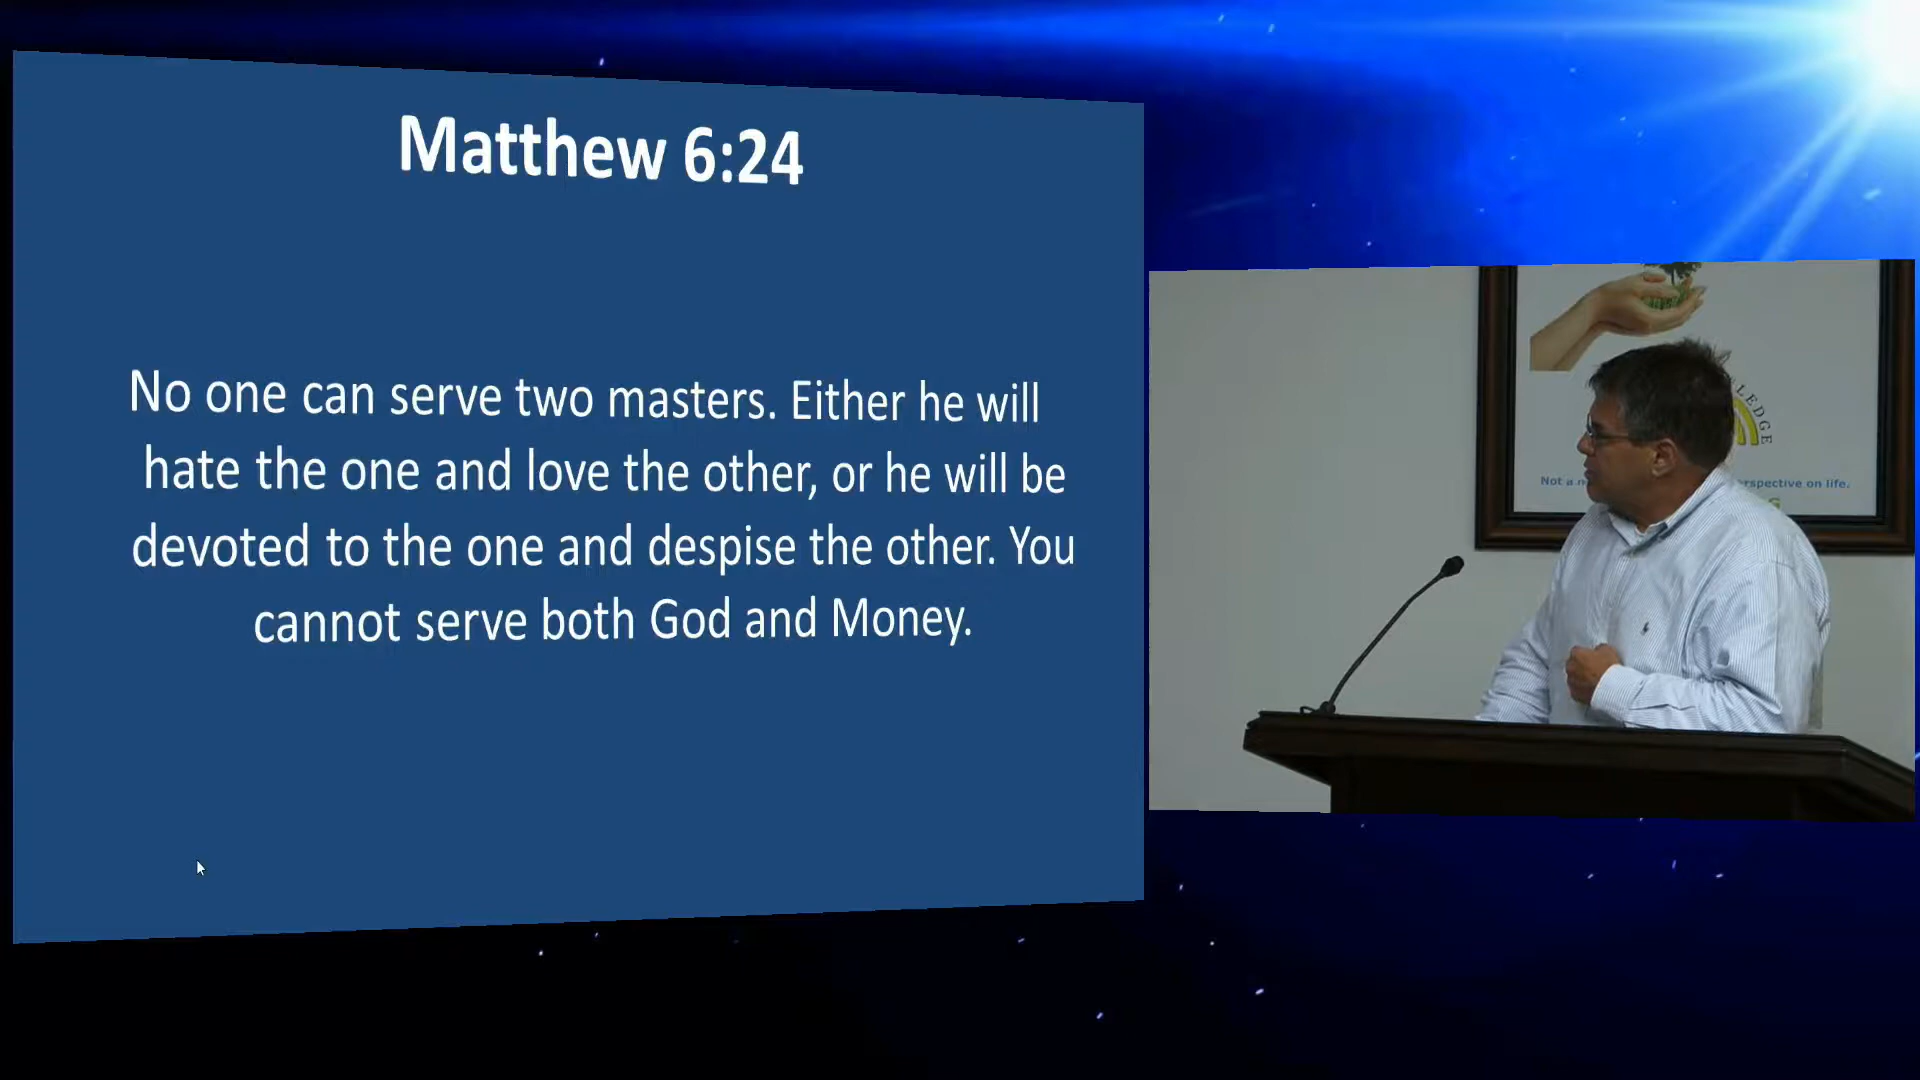 Matthew 6:24
No one can serve two masters. Either he will
hate the one and love the other, or he will be
devoted to the one and despise the other. You
cannot serve both God and Money.
LEDGE
Not a
rspective on life.